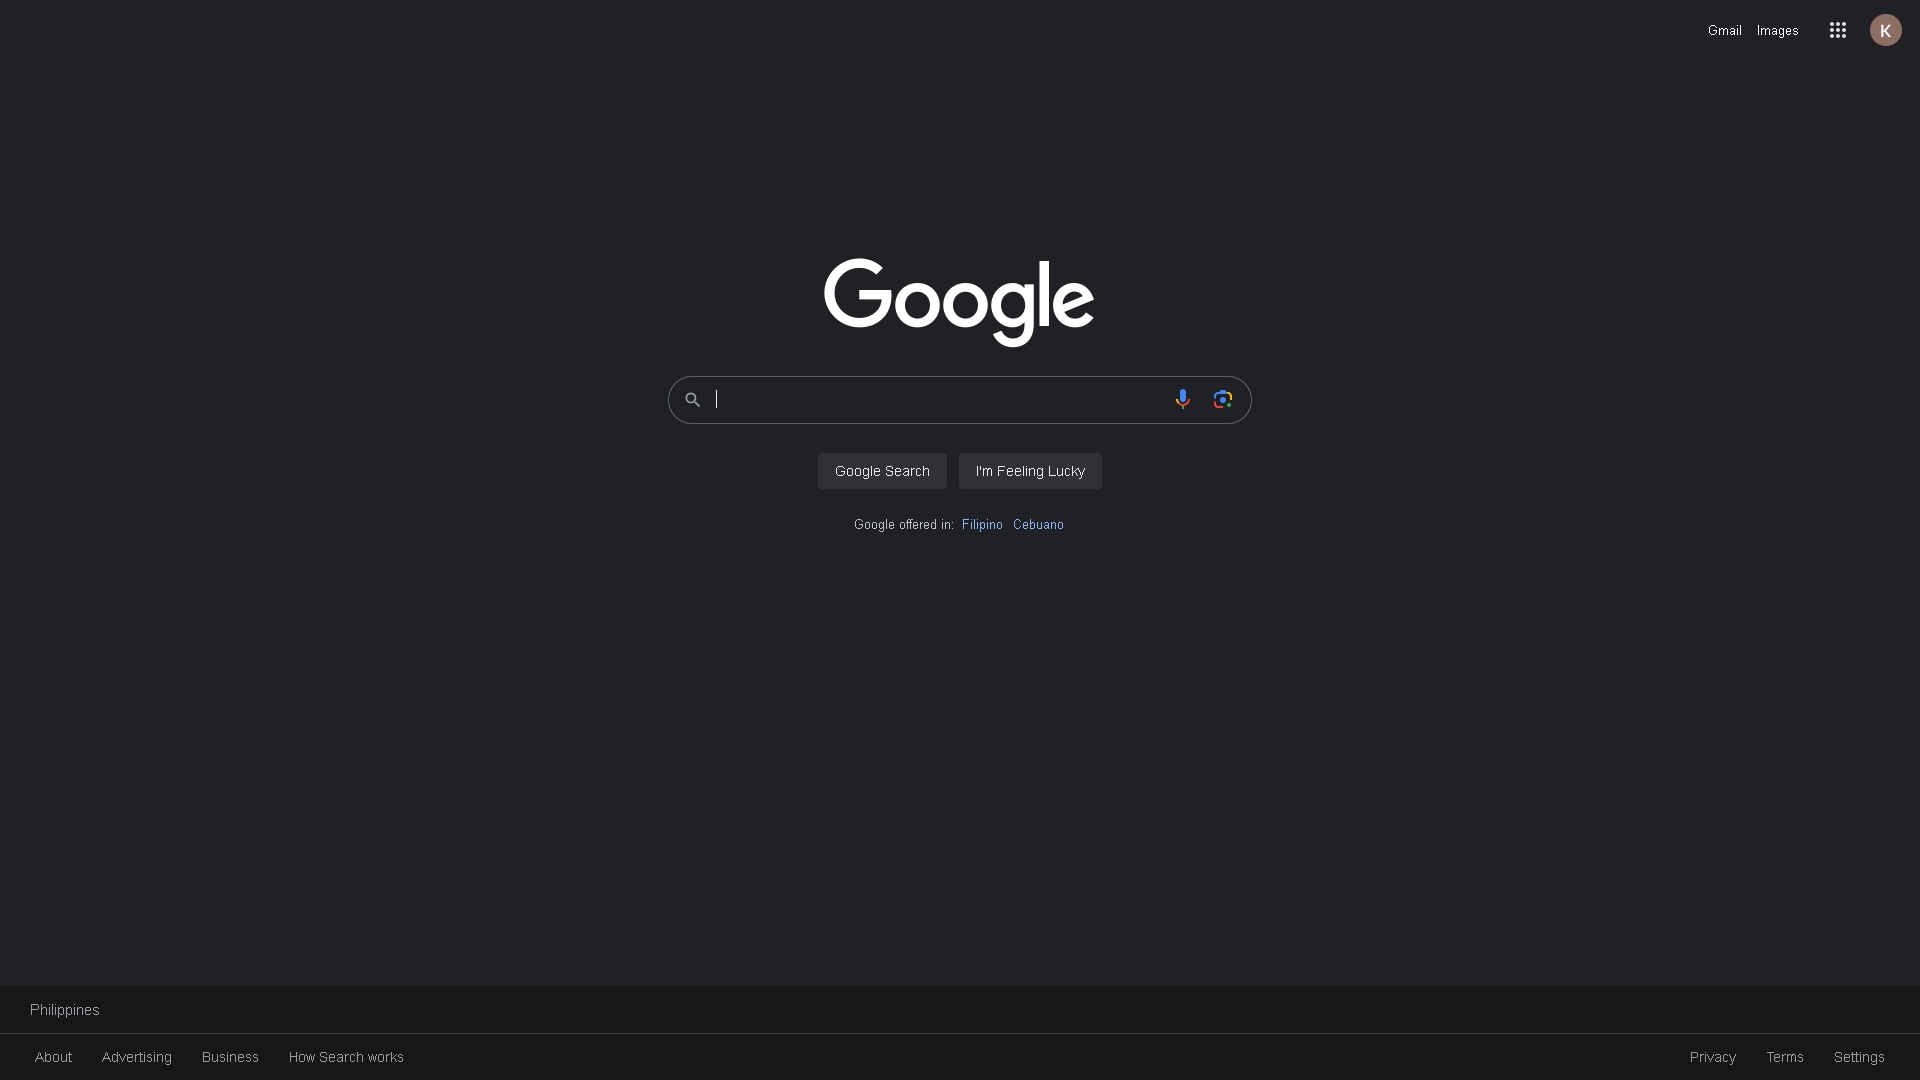 Gmail Images K
Google
Google Search I'm Feeling Lucky
Google offered in: Filipino Cebuano
Philippines
About Advertising Business How Search works Privacy Terms Settings